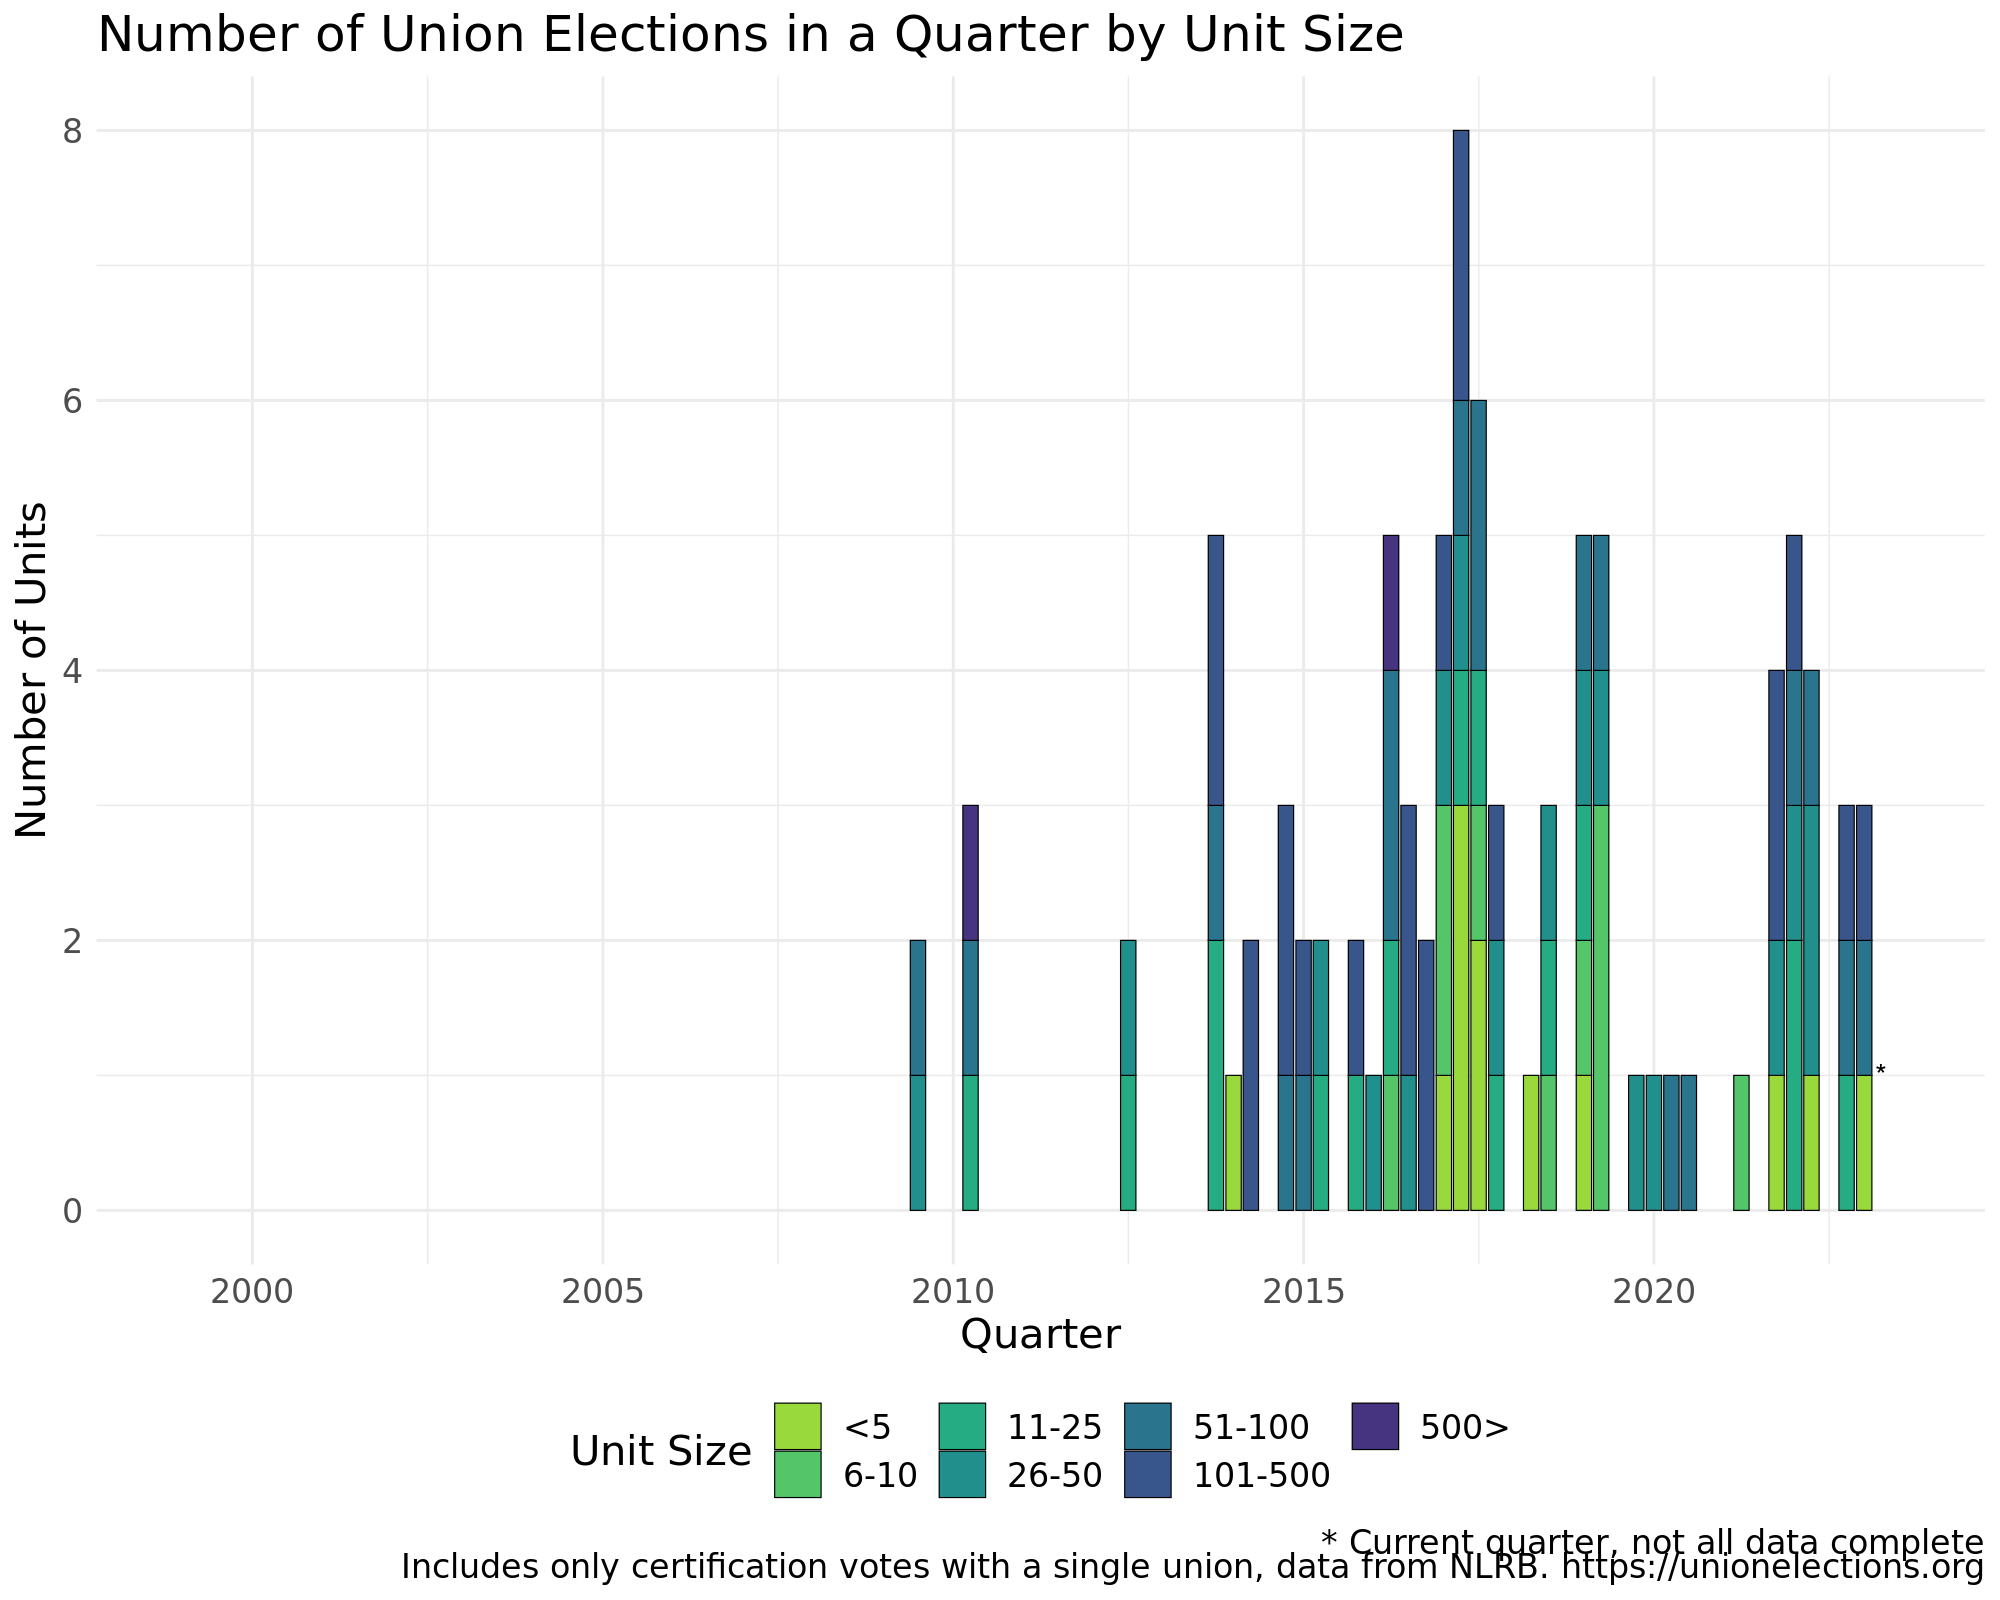 Number of Union Elections in a Quarter by Unit Size
Number of Units
8
6
4
2
0
*
2000 2005 2010 2015 2020
Quarter
Unit Size
<5 11-25 51-100 500>
6-10 26-50 101-500
* Current quarter, not all data complete
Includes only certification votes with a single union, data from NLRB. https://unionelections.org